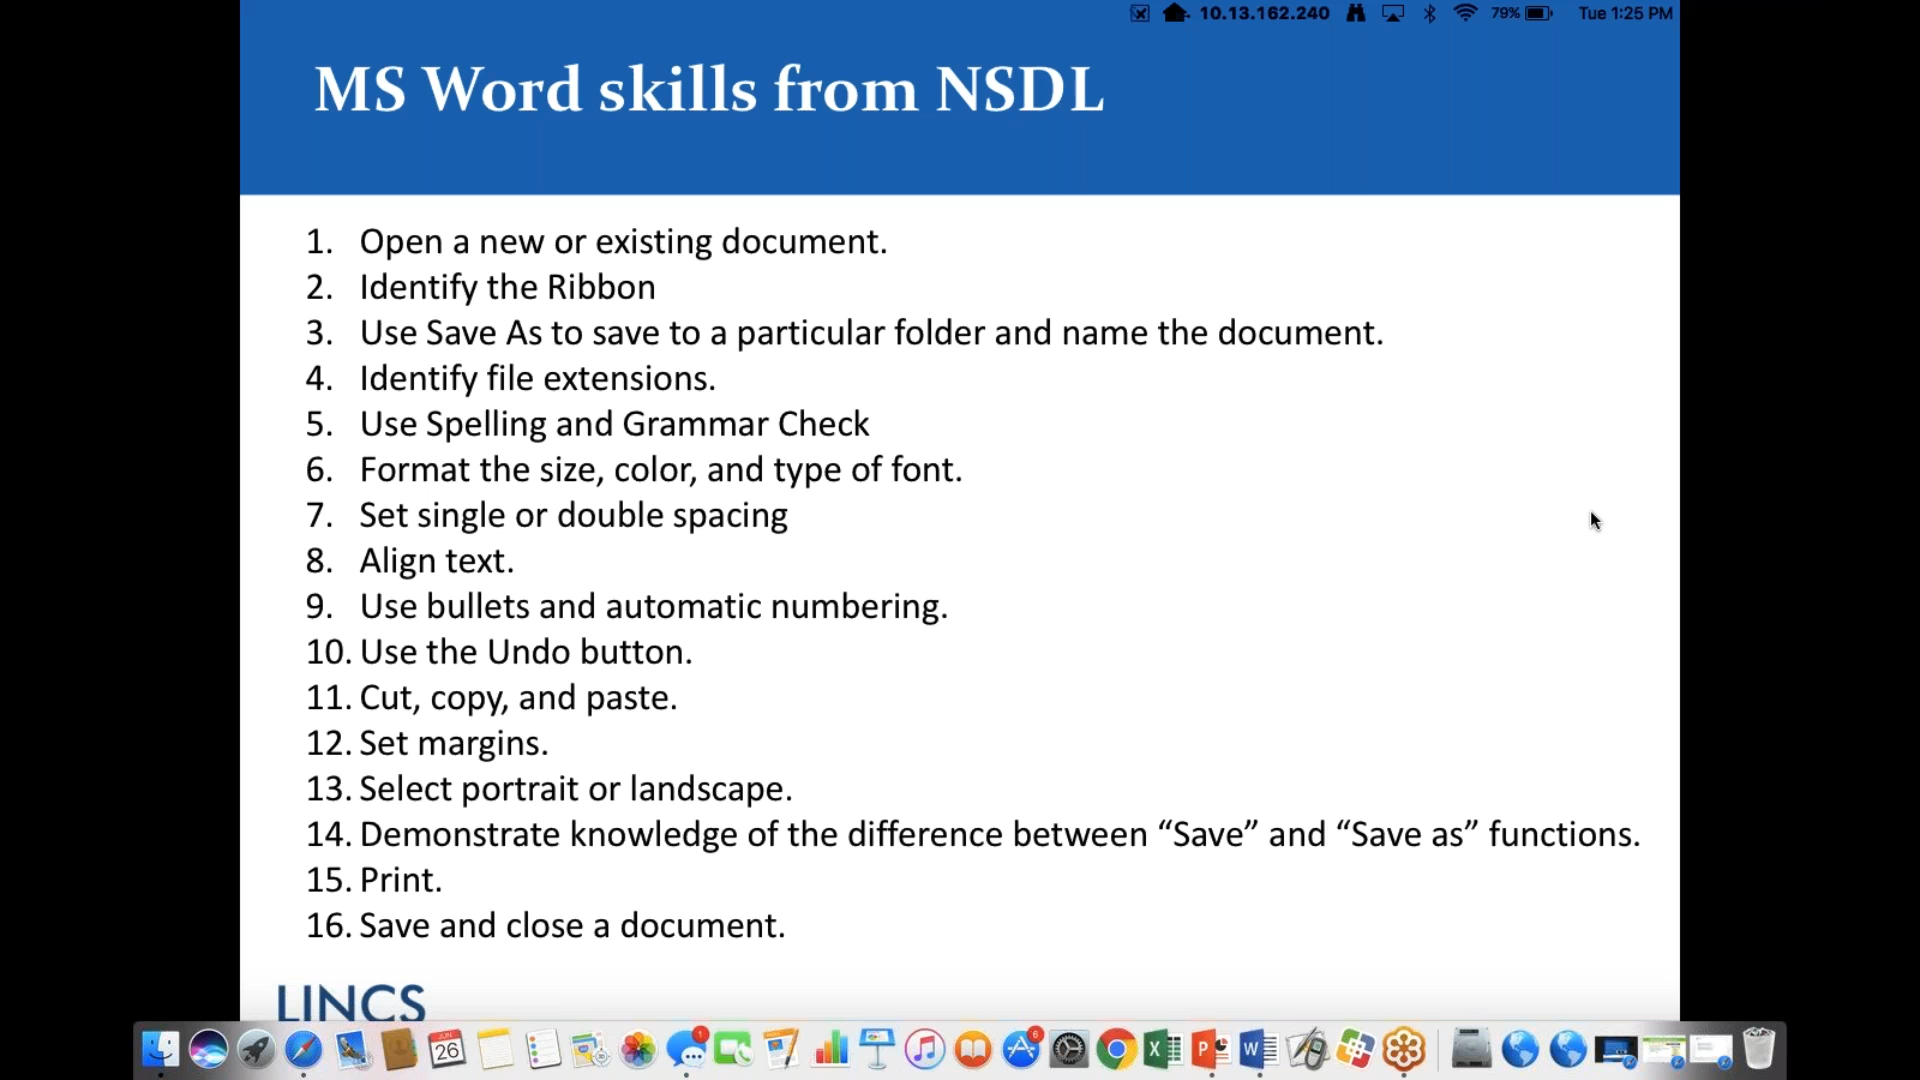 10.13.162.240 79% Tue 1:25 PM
MS Word skills from NSDL
1. Open a new or existing document.
2. Identify the Ribbon
3. Use Save As to save to a particular folder and name the document.
4. Identify file extensions.
5. Use Spelling and Grammar Check
6. Format the size, color, and type of font.
7. Set single or double spacing
8. Align text.
9. Use bullets and automatic numbering.
10. Use the Undo button.
11. Cut, copy, and paste.
12. Set margins.
13. Select portrait or landscape.
14. Demonstrate knowledge of the difference between “Save” and “Save as” functions.
15. Print.
16. Save and close a document.
LINCS
JUN
26
1
6
X
P
W